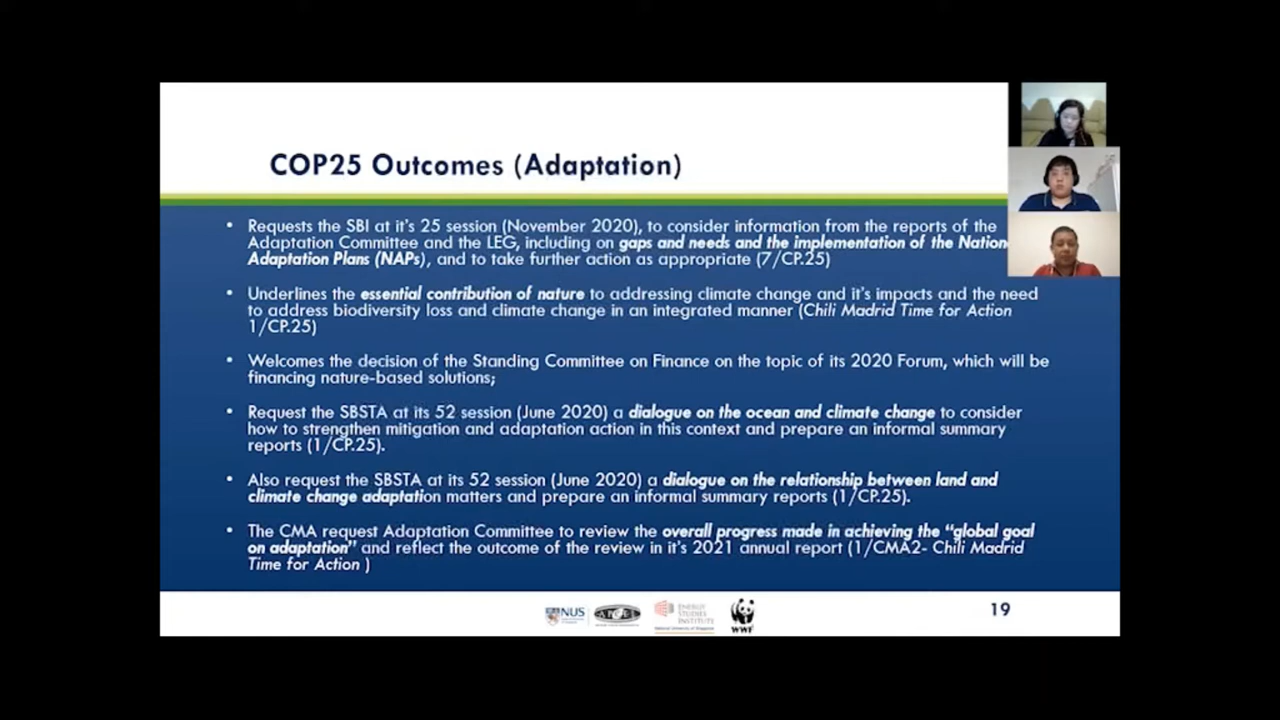 COP25 Outcomes (Adaptation)
• Requests the SBI at it's 25 session (November 2020), to consider information from the reports of the
Adaptation Committee and the LEG, including on gaps and needs and the implementation of the Nation
Adaptation Plans (NAPs), and to take further action as appropriate (7/CP.25)
• Underlines the essential contribution of nature to addressing climate change and it's impacts and the need
to address biodiversity loss and climate change in an integrated manner (Chili Madrid Time for Action
1/CP.25)
• Welcomes the decision of the Standing Committee on Finance on the topic of its 2020 Forum, which will be
financing nature-based solutions;
• Request the SBSTA at its 52 session (June 2020) a dialogue on the ocean and climate change to consider
how to strengthen mitigation and adaptation action in this context and prepare an informal summary
reports (1/CP.25).
• Also request the SBSTA at its 52 session (June 2020) a dialogue on the relationship between land and
climate change adaptation matters and prepare an informal summary reports (1/CP.25).
• The CMA request Adaptation Committee to review the overall progress made in achieving the “global goal
on adaptation” and reflect the outcome of the review in it's 2021 annual report (1/CMA2- Chili Madrid
Time for Action )
NUS
ENERGY
STUDIES
INSTITUTE
WWF
19